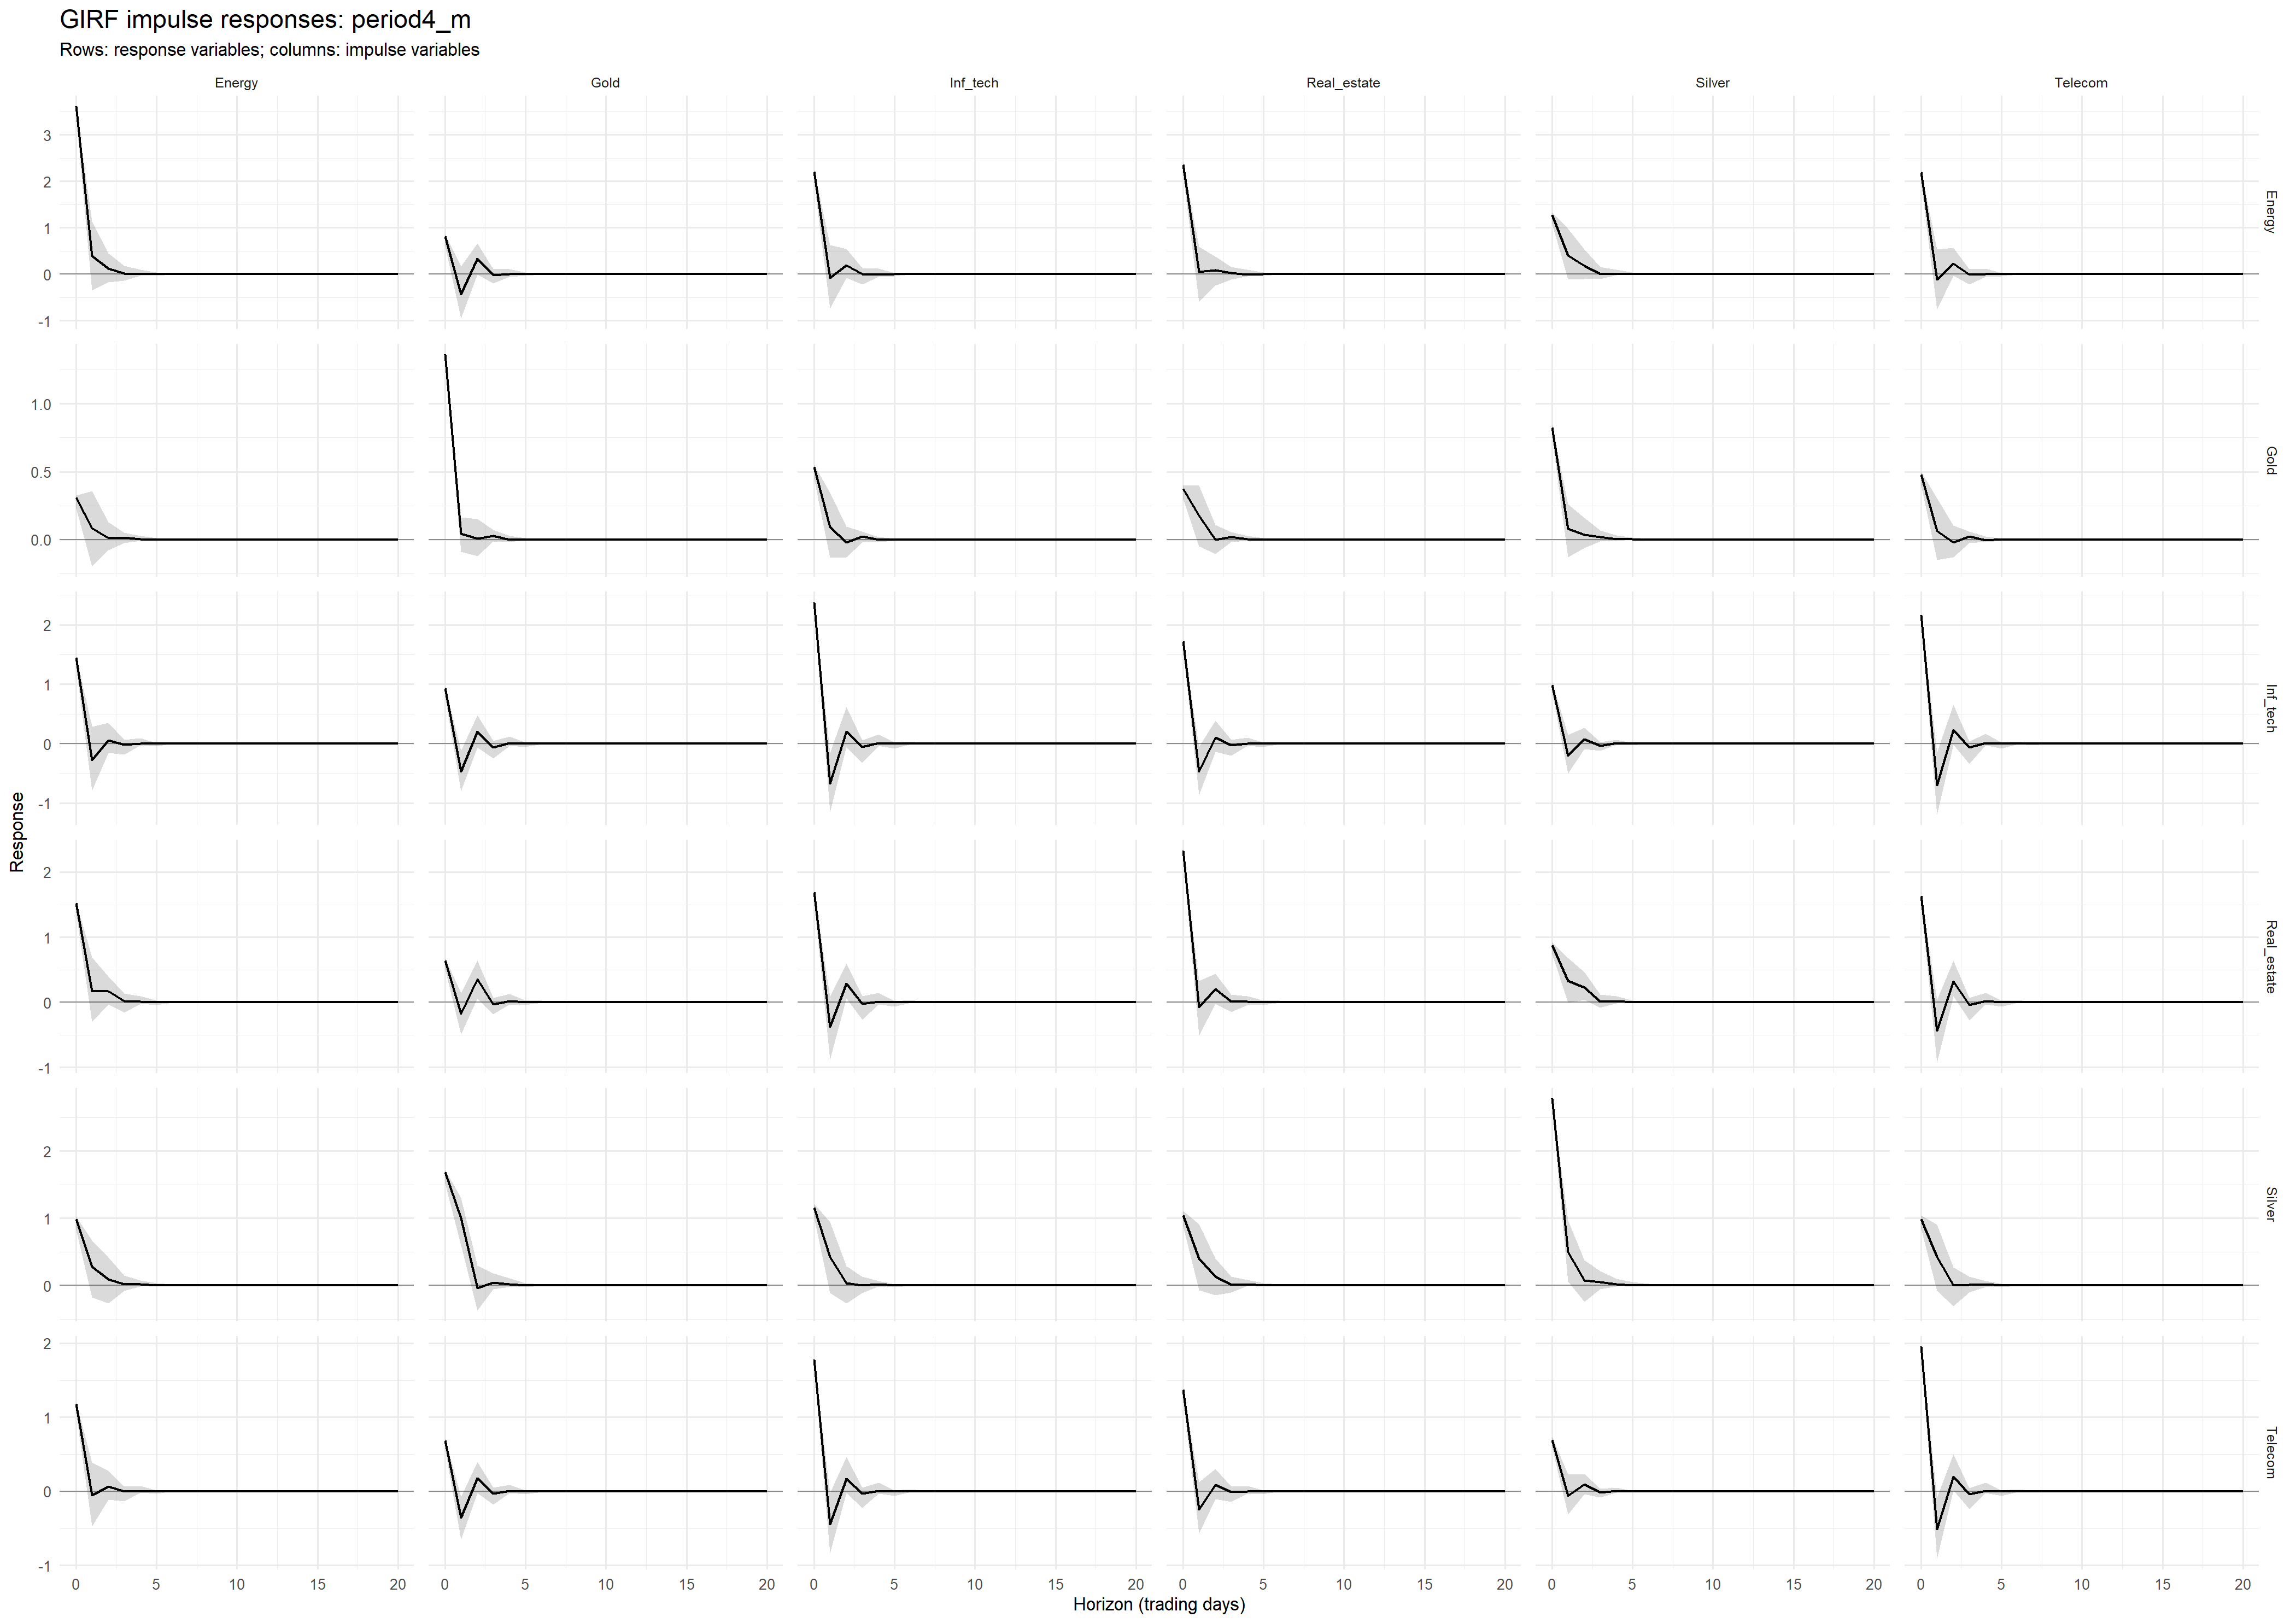 GIRF impulse responses: period4_m
Rows: response variables; columns: impulse variables
Energy Gold Inf_tech Real_estate Silver Telecom
3
2
1
0
-1
Energy
1.0
0.5
0.0
Gold
2
1
0
-1
Inf_tech
Response
2
1
0
-1
Real_estate
2
1
0
Silver
2
1
0
-1
Telecom
0 5 10 15 20 0 5 10 15 20 0 5 10 15 20 0 5 10 15 20 0 5 10 15 20 0 5 10 15 20
Horizon (trading days)